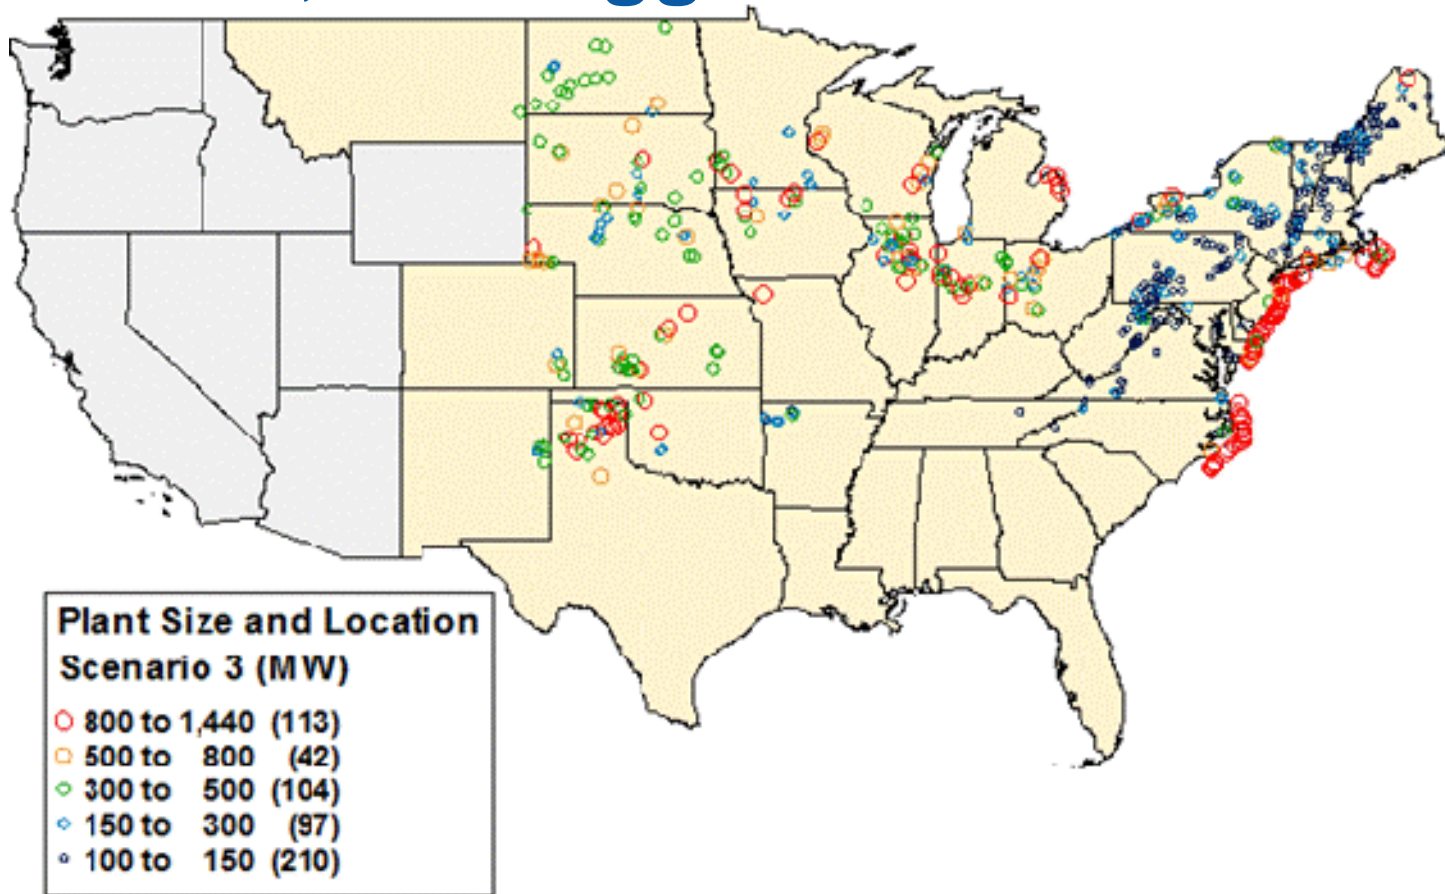 Plant Size and Location
Scenario 3 (MW)
800 to 1,440 (113)
500 to 800 (42)
300 to 500 (104)
150 to 300 (97)
100 to 150 (210)